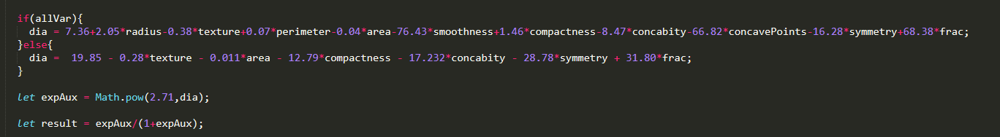 if(allVar){
dia = 7.36+2.05*radius-0.38*texture+0.07*perimeter-0.04*area-76.43*smoothness+1.46*compactness-8.47*concabity-66.82*concavePoints-16.28*symmetry+68.38*frac;
}else{
dia =  19.85 - 0.28*texture - 0.011*area - 12.79*compactness - 17.232*concabity - 28.78*symmetry + 31.80*frac;
}
let expAux = Math.pow(2.71,dia);
let result = expAux/(1+expAux);